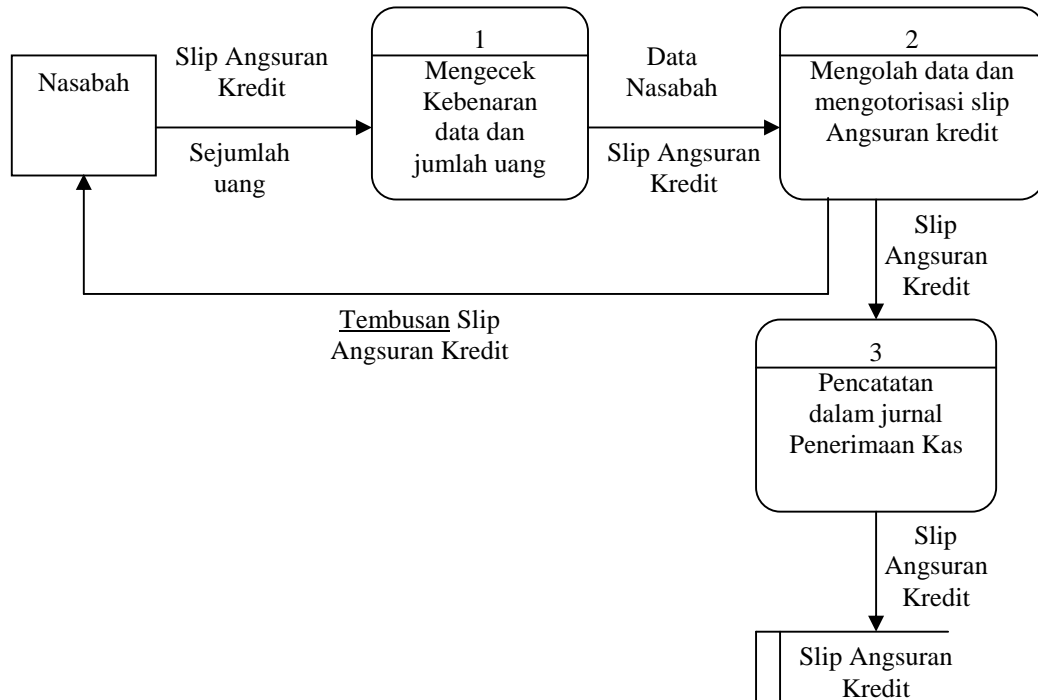 Nasabah
Slip Angsuran
Kredit
Sejumlah
uang
1
Mengecek
Kebenaran
data dan
jumlah uang
Data
Nasabah
Slip Angsuran
Kredit
2
Mengolah data dan
mengotorisasi slip
Angsuran kredit
Slip
Angsuran
Kredit
Tembusan Slip
Angsuran Kredit
3
Pencatatan
dalam jurnal
Penerimaan Kas
Slip
Angsuran
Kredit
Slip Angsuran
Kredit